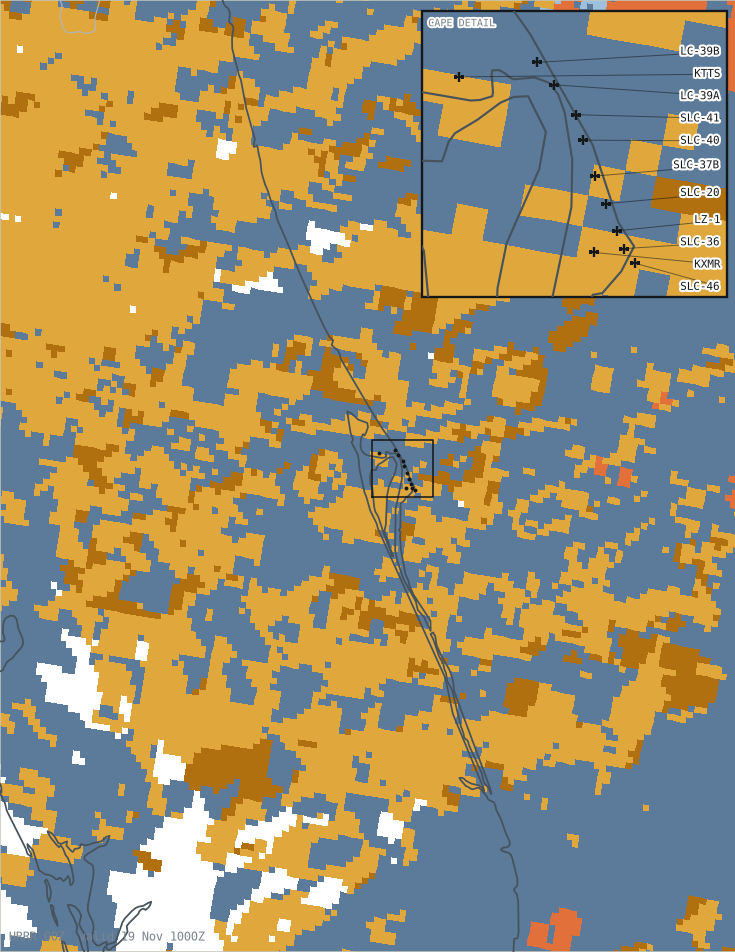 CAPE DETAIL
LC-39B
KTTS
LC-39A
SLC-41
SLC-40
SLC-37B
SLC-20
LZ-1
SLC-36
KXMR
SLC-46
19 Nov 1000Z